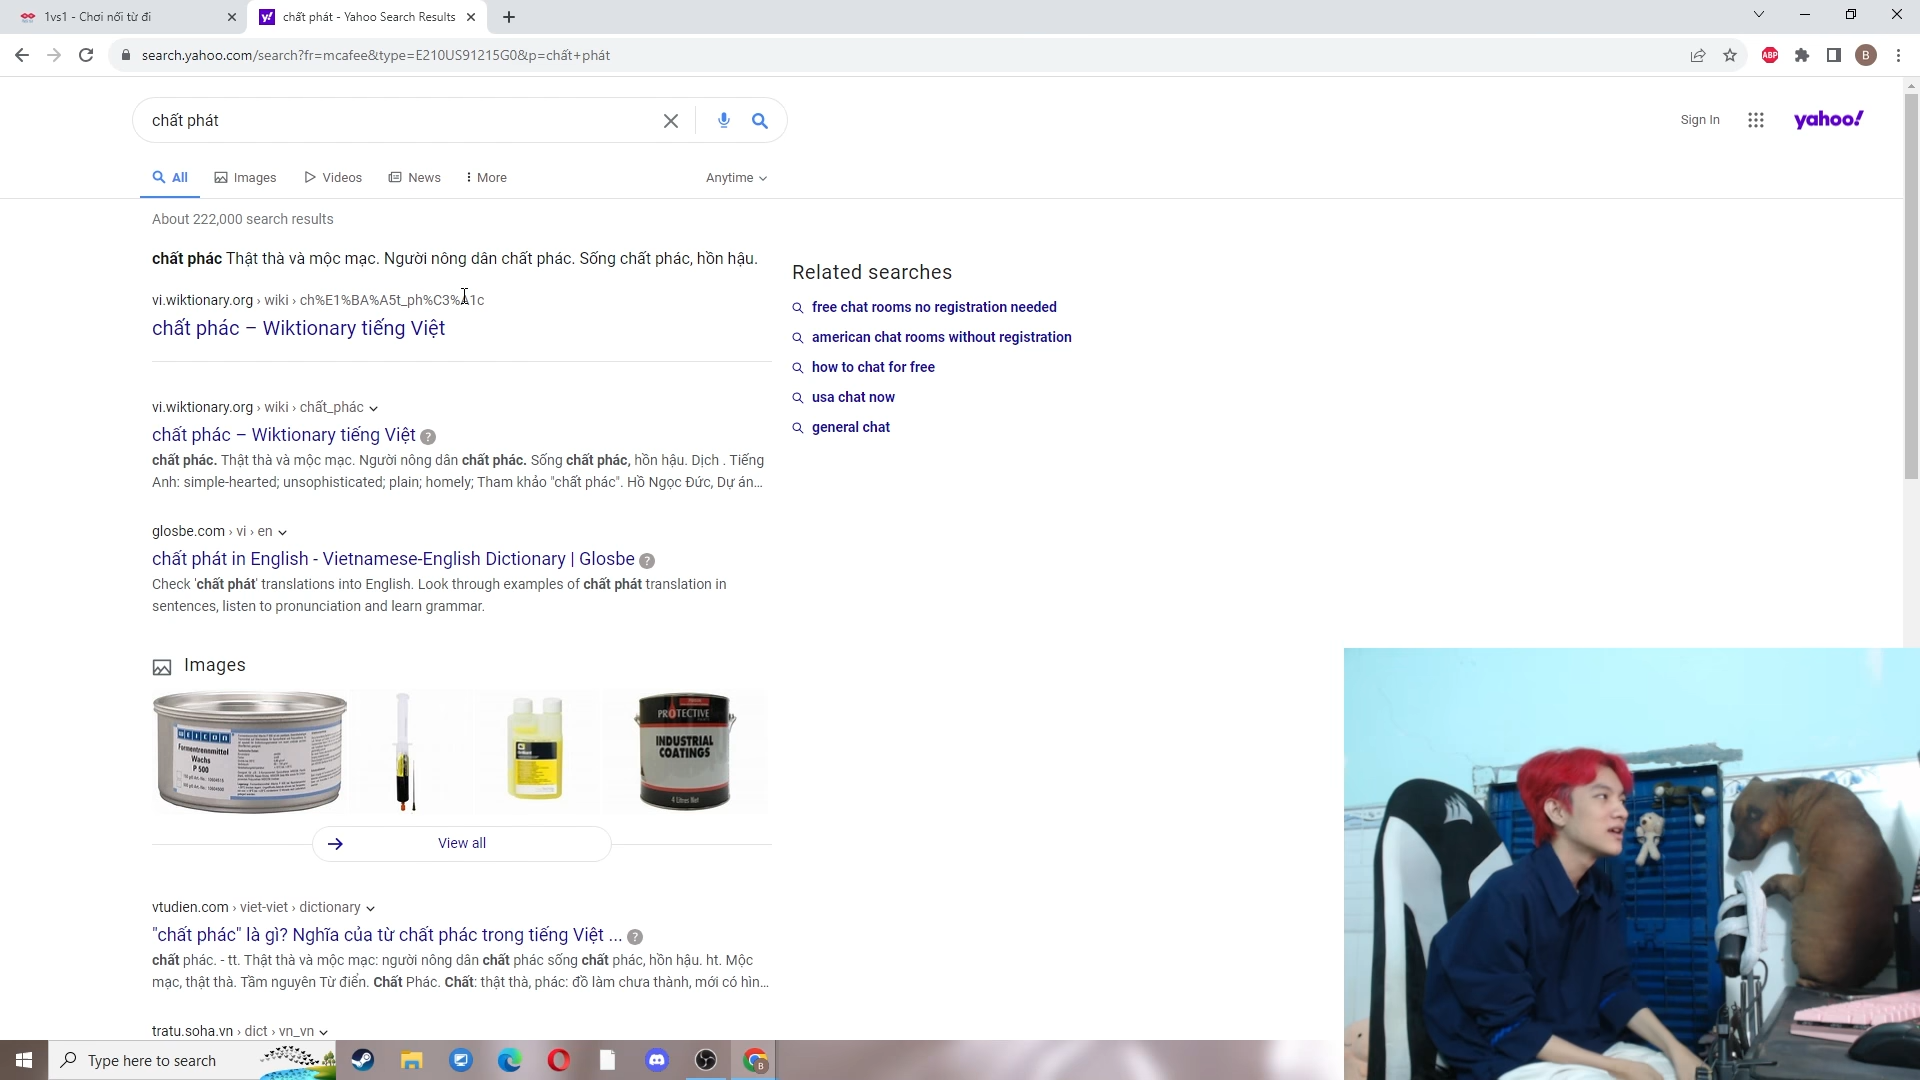 1vs1 - Chơi nối từ đi
chất phát - Yahoo Search Results
search.yahoo.com/search?fr=mcafee&type=E210US91215G0&p=chất+phát
ABP
B
chất phát
Sign In
yahoo!
All
Images
Videos
News
More
Anytime
About 222,000 search results
chất phác Thật thà và mộc mạc. Người nông dân chất phác. Sống chất phác, hồn hậu.
vi.wiktionary.org › wiki › ch%E1%BA%A5t_ph%C3%A1c
chất phác – Wiktionary tiếng Việt
vi.wiktionary.org › wiki › chất_phác
chất phác – Wiktionary tiếng Việt
chất phác. Thật thà và mộc mạc. Người nông dân chất phác. Sống chất phác, hồn hậu. Dịch . Tiếng
Anh: simple-hearted; unsophisticated; plain; homely; Tham khảo "chất phác". Hồ Ngọc Đức, Dự án...
glosbe.com › vi › en
chất phát in English - Vietnamese-English Dictionary | Glosbe
Check 'chất phát' translations into English. Look through examples of chất phát translation in
sentences, listen to pronunciation and learn grammar.
Images
WEICON
Formentrennmittel
Wachs
P 500
PROTECTIVE
INDUSTRIAL
COATINGS
4 Litres Net
View all
vtudien.com › viet-viet › dictionary
"chất phác" là gì? Nghĩa của từ chất phác trong tiếng Việt ...
chất phác. - tt. Thật thà và mộc mạc: người nông dân chất phác sống chất phác, hồn hậu. ht. Mộc
mạc, thật thà. Tầm nguyên Từ điển. Chất Phác. Chất: thật thà, phác: đồ làm chưa thành, mới có hìn...
tratu.soha.vn › dict › vn_vn
Related searches
free chat rooms no registration needed
american chat rooms without registration
how to chat for free
usa chat now
general chat
Type here to search